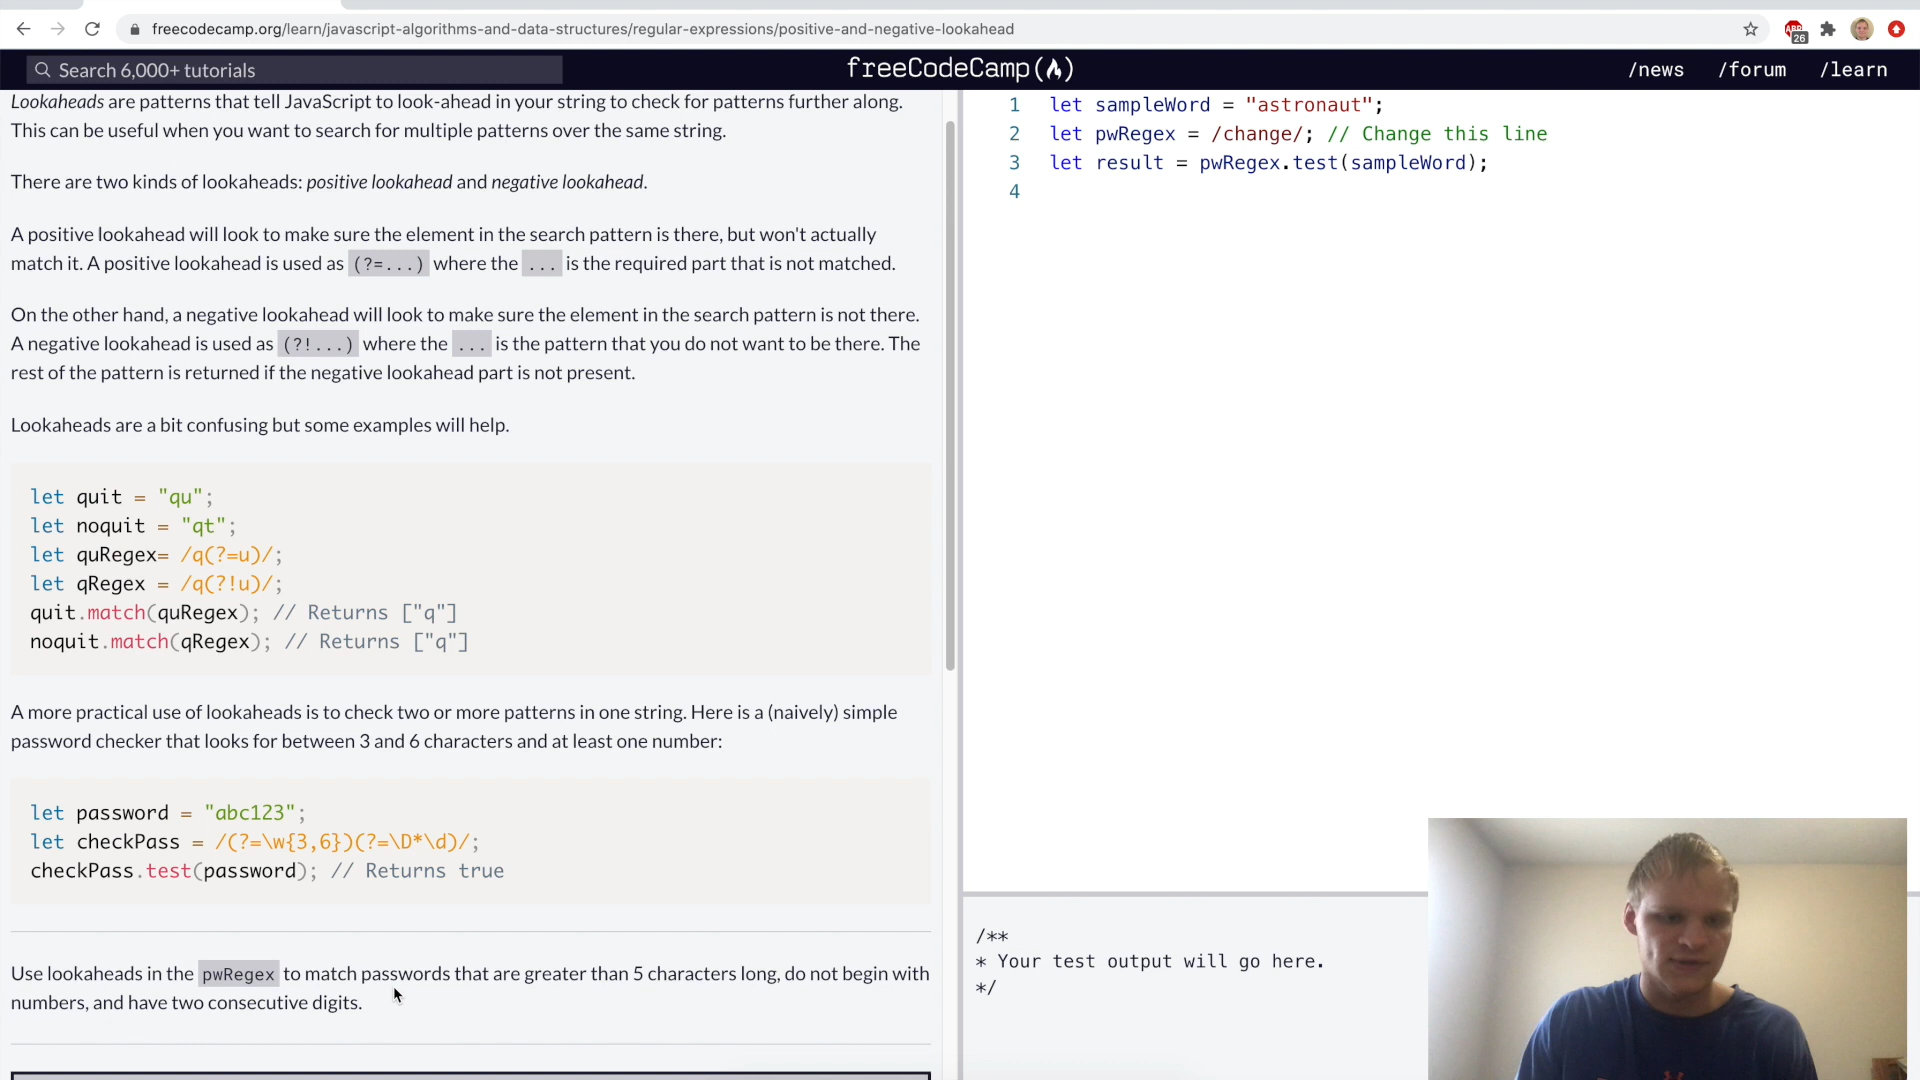 freecodecamp.org/learn/javascript-algorithms-and-data-structures/regular-expressions/positive-and-negative-lookahead
ABP
26
Search 6,000+ tutorials
freeCodeCamp
/news
/forum
/learn
Lookaheads are patterns that tell JavaScript to look-ahead in your string to check for patterns further along.
This can be useful when you want to search for multiple patterns over the same string.
There are two kinds of lookaheads: positive lookahead and negative lookahead.
A positive lookahead will look to make sure the element in the search pattern is there, but won't actually
match it. A positive lookahead is used as (?=...) where the ... is the required part that is not matched.
On the other hand, a negative lookahead will look to make sure the element in the search pattern is not there.
A negative lookahead is used as (?!...) where the ... is the pattern that you do not want to be there. The
rest of the pattern is returned if the negative lookahead part is not present.
Lookaheads are a bit confusing but some examples will help.
let quit = "qu";
let noquit = "qt";
let quRegex= /q(?=u)/;
let qRegex = /q(?!u)/;
quit.match(quRegex); // Returns ["q"]
noquit.match(qRegex); // Returns ["q"]
A more practical use of lookaheads is to check two or more patterns in one string. Here is a (naively) simple
password checker that looks for between 3 and 6 characters and at least one number:
let password = "abc123";
let checkPass = /(?=\w{3,6})(?=\D*\d)/;
checkPass.test(password); // Returns true
Use lookaheads in the pwRegex to match passwords that are greater than 5 characters long, do not begin with
numbers, and have two consecutive digits.
1 let sampleWord = "astronaut";
2 let pwRegex = /change/; // Change this line
3 let result = pwRegex.test(sampleWord);
4
/**
* Your test output will go here.
*/